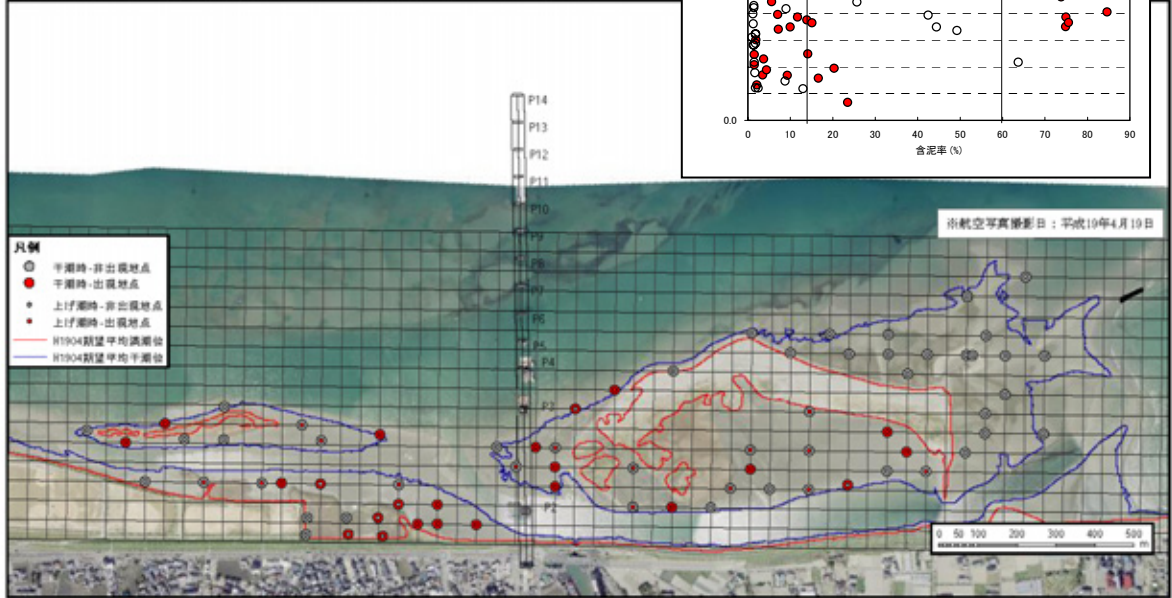 0.0
0 10 20 30 40 50 60 70 80 90
含泥率(%)
P14
P13
P12
P11
P10
P9
P8
P7
P6
P5
P4
P2
※航空写真撮影日：平成19年4月19日
凡例
干潮時-非出現地点
干潮時-出現地点
上げ潮時-非出現地点
上げ潮時-出現地点
H1904期望平均満潮位
H1904期望平均干潮位
P2
0 50 100 200 300 400 500
m